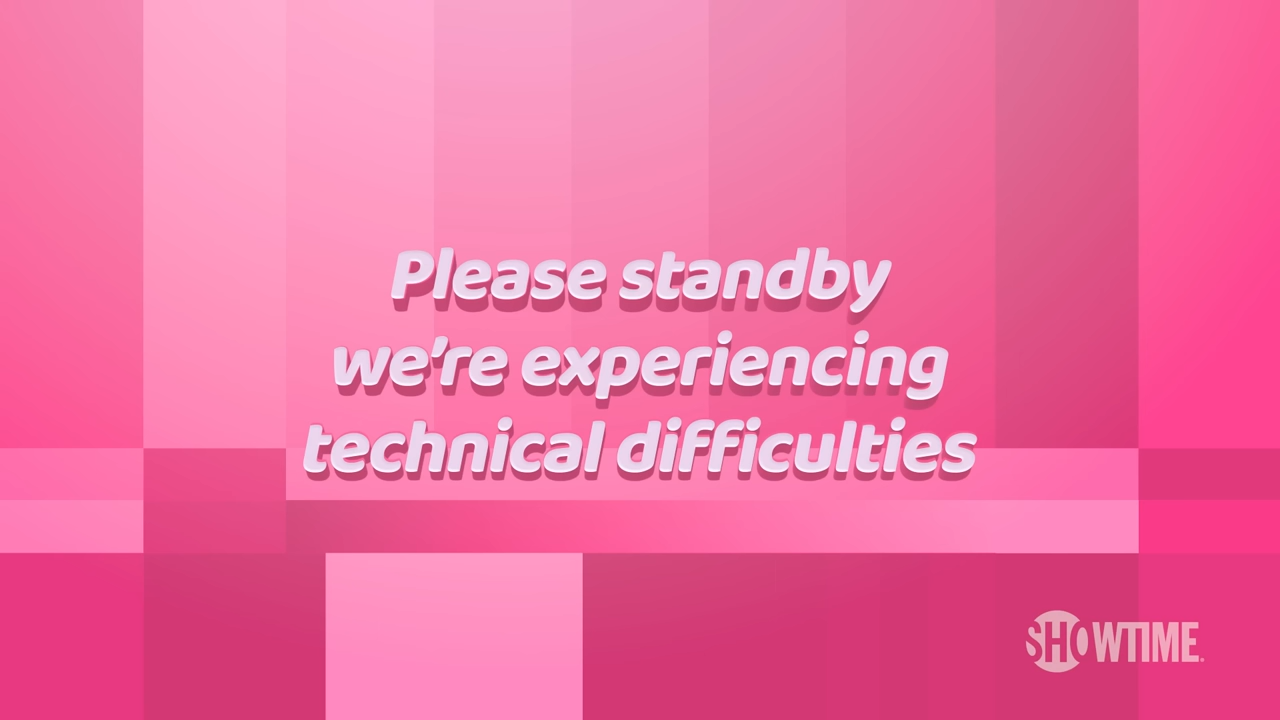 Please standby
we're experiencing
technical difficulties
SHOWTIME.